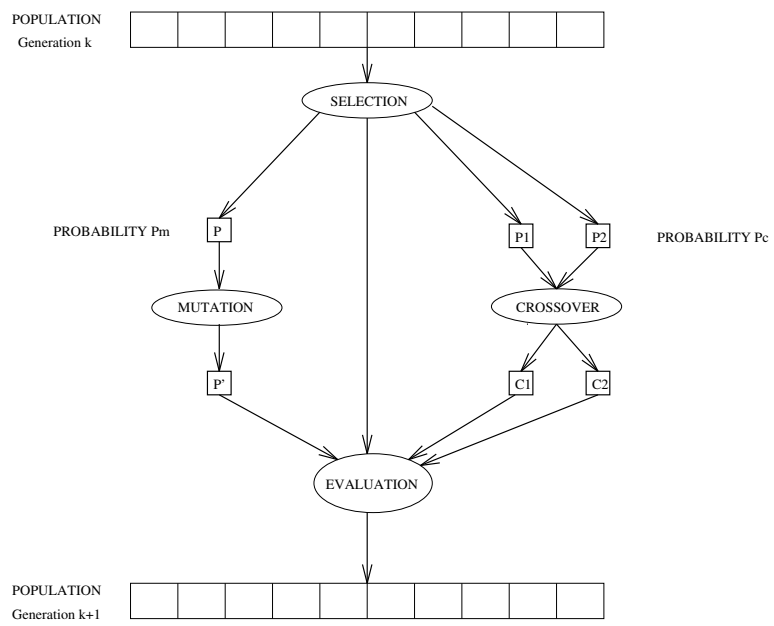 POPULATION
Generation k
SELECTION
PROBABILITY Pm
P
P1
P2
PROBABILITY Pc
MUTATION
CROSSOVER
P'
C1
C2
EVALUATION
POPULATION
Generation k+1